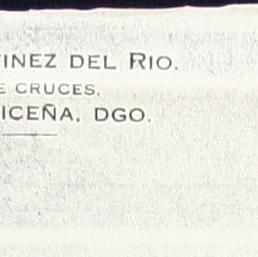 TINEZ DEL RIO.
E CRUCES.
ICEÑA, DGO.